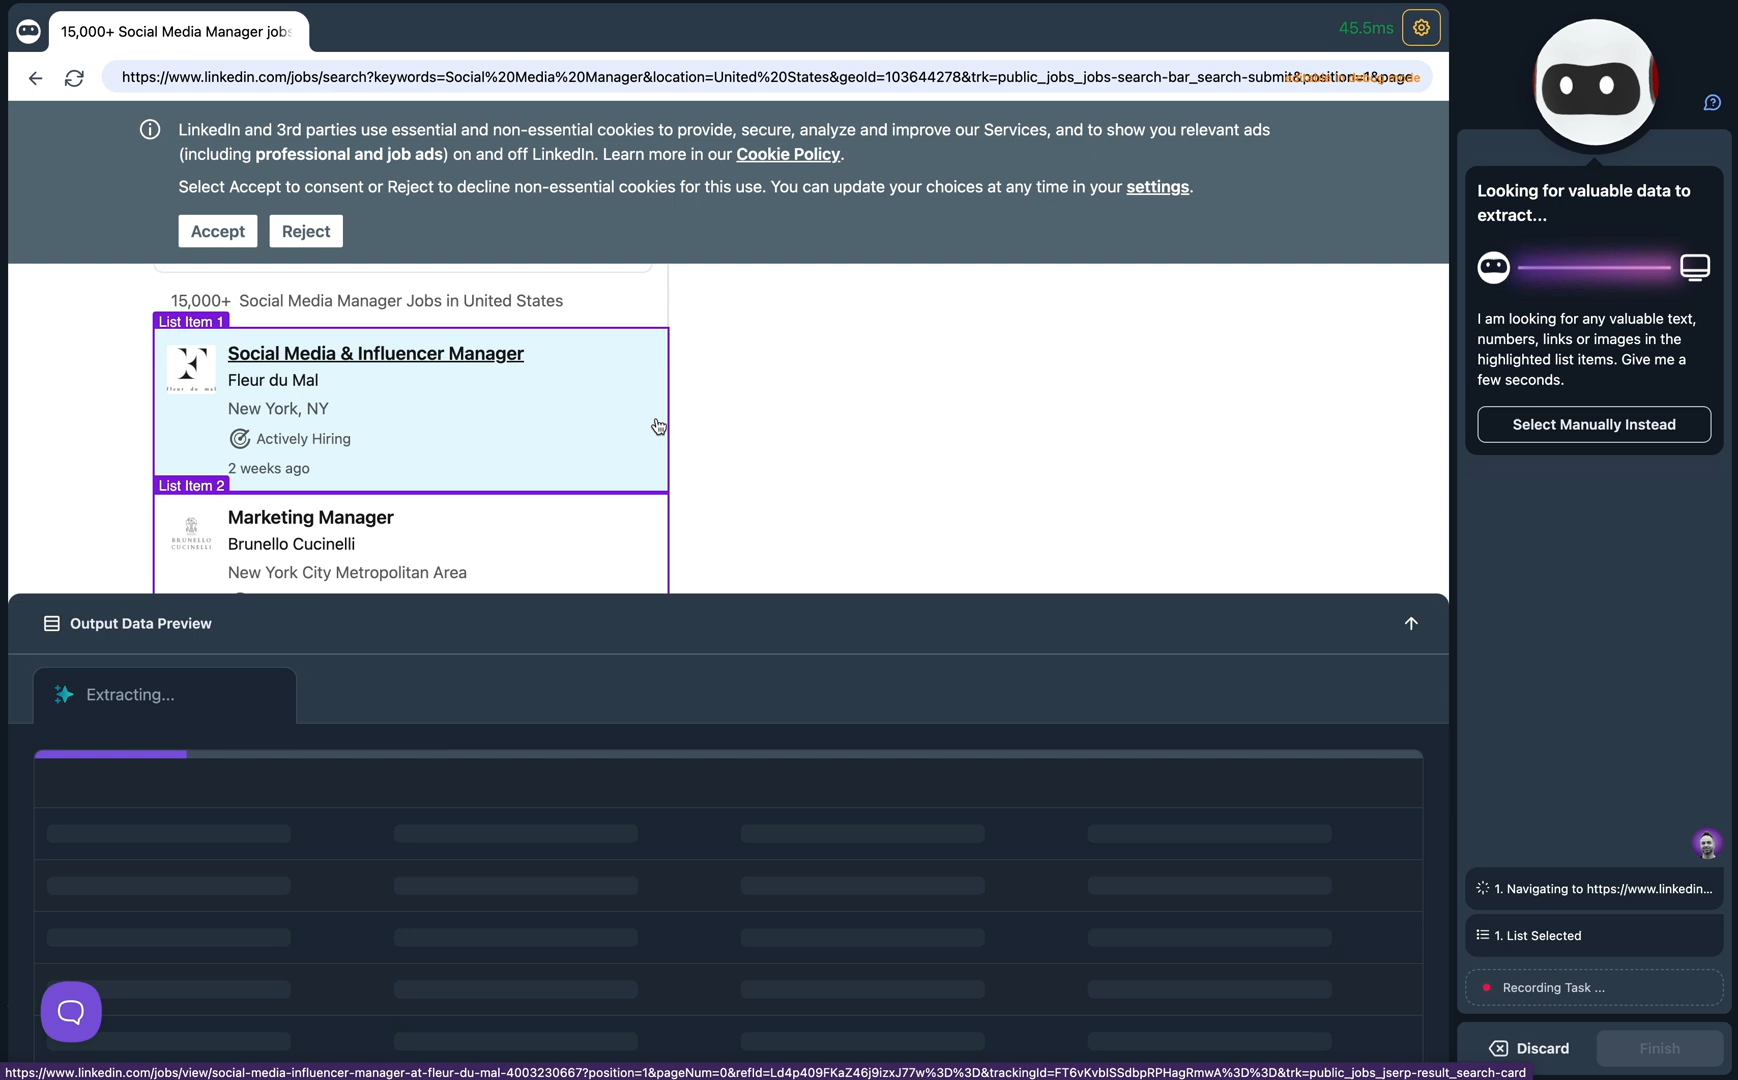 15,000+ Social Media Manager jobs
45.5ms
https://www.linkedin.com/jobs/search?keywords=Social%20Media%20Manager&location=United%20States&geoId=103644278&trk=public_jobs_jobs-search-bar_search-submit&position=1&page
LinkedIn and 3rd parties use essential and non-essential cookies to provide, secure, analyze and improve our Services, and to show you relevant ads
(including professional and job ads) on and off LinkedIn. Learn more in our Cookie Policy.
Select Accept to consent or Reject to decline non-essential cookies for this use. You can update your choices at any time in your settings.
Accept Reject
15,000+ Social Media Manager Jobs in United States
List Item 1
Social Media & Influencer Manager
Fleur du Mal
fleur du mal
New York, NY
Actively Hiring
2 weeks ago
List Item 2
Marketing Manager
BRUNELLO CUCINELLI
Brunello Cucinelli
New York City Metropolitan Area
Output Data Preview
Extracting...
Looking for valuable data to
extract...
I am looking for any valuable text,
numbers, links or images in the
highlighted list items. Give me a
few seconds.
Select Manually Instead
1. Navigating to https://www.linkedin...
1. List Selected
Recording Task ...
Discard Finish
https://www.linkedin.com/jobs/view/social-media-influencer-manager-at-fleur-du-mal-4003230667?position=1&pageNum=0&refId=Ld4p409FKaZ46j9izxJ77w%3D%3D&trackingId=FT6vKvbISSdbpRPHagRmwA%3D%3D&trk=public_jobs_jserp-result_search-card